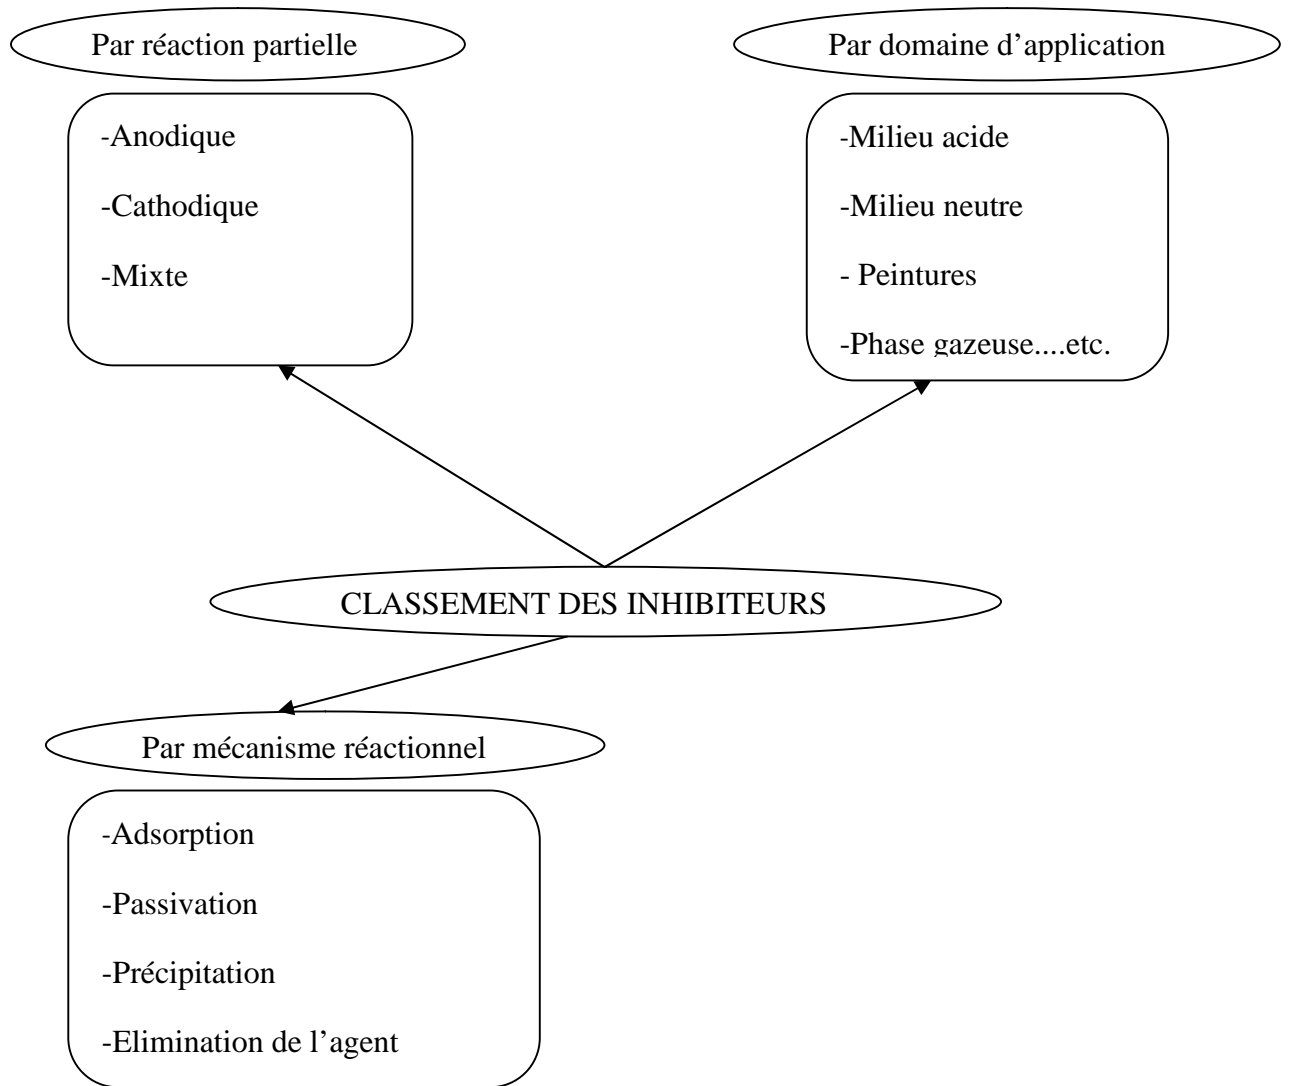 Par réaction partielle
-Anodique
-Cathodique
-Mixte
Par domaine d’application
-Milieu acide
-Milieu neutre
- Peintures
-Phase gazeuse....etc.
CLASSEMENT DES INHIBITEURS
Par mécanisme réactionnel
-Adsorption
-Passivation
-Précipitation
-Elimination de l’agent